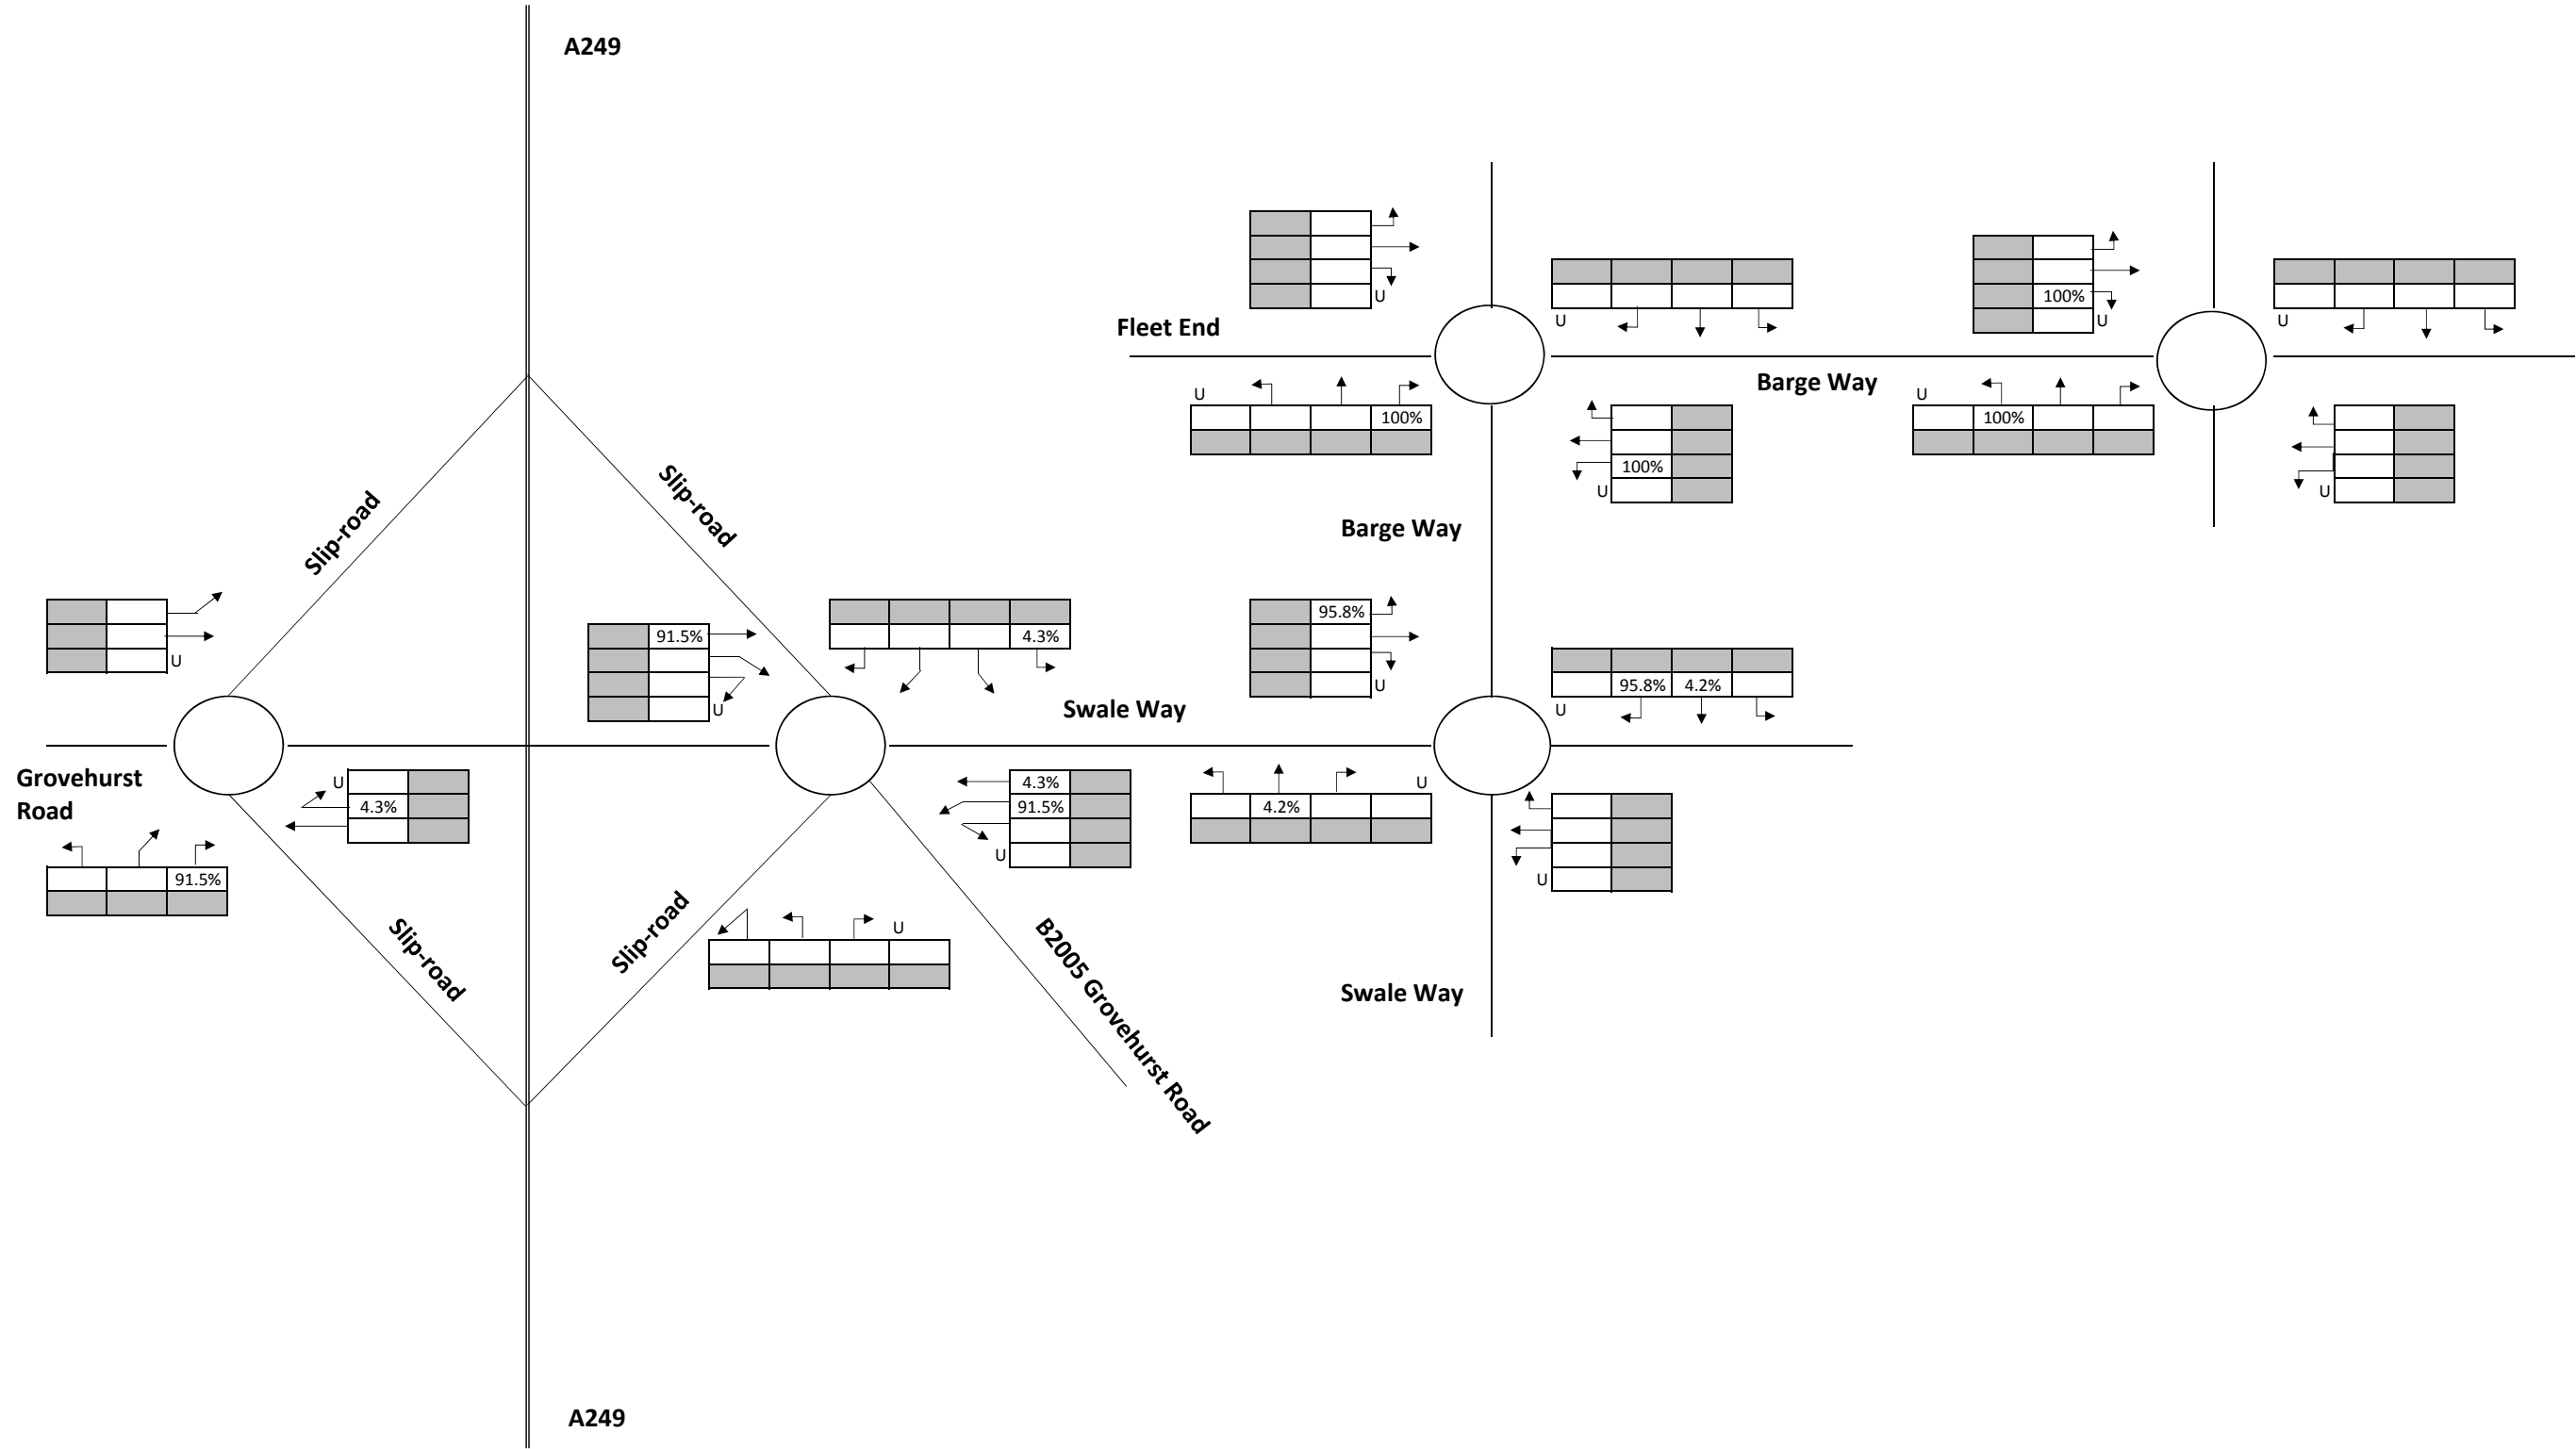 A249
Fleet End
U
U
100%
U
U
U
100%
Barge Way
U
100%
U
100%
U
U
Barge Way
Slip-road
Slip-road
91.5%
U
4.3%
95.8%
U
95.8% 4.2%
U
U
Swale Way
Grovehurst
Road
U
4.3%
91.5%
4.3%
91.5%
U
U
4.2%
U
Slip-road
Slip-road
U
B2005 Grovehurst Road
Swale Way
A249